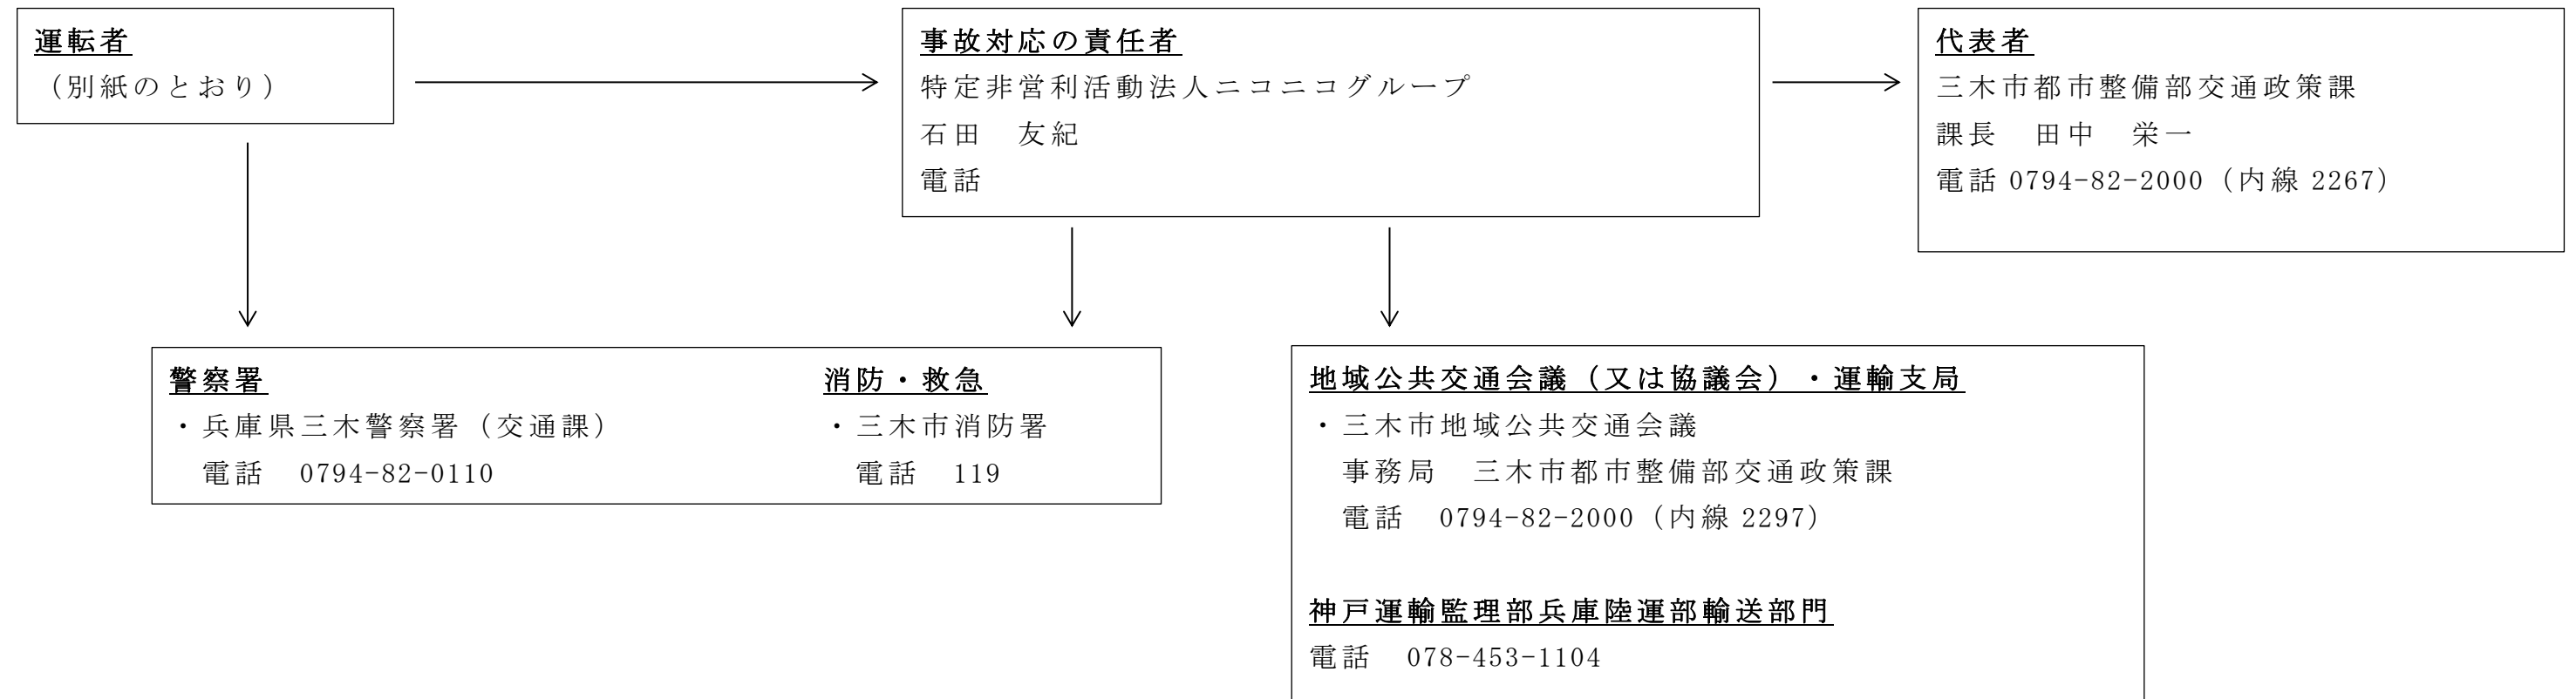 運転者
（別紙のとおり）
事故対応の責任者
特定非営利活動法人ニコニコグループ
石田　友紀
電話
代表者
三木市都市整備部交通政策課
課長　田中　栄一
電話 0794-82-2000（内線 2267）
警察署
・兵庫県三木警察署（交通課）
電話　0794-82-0110
消防・救急
・三木市消防署
電話　119
地域公共交通会議（又は協議会）・運輸支局
・三木市地域公共交通会議
事務局　三木市都市整備部交通政策課
電話　0794-82-2000（内線 2297）
神戸運輸監理部兵庫陸運部輸送部門
電話　078-453-1104